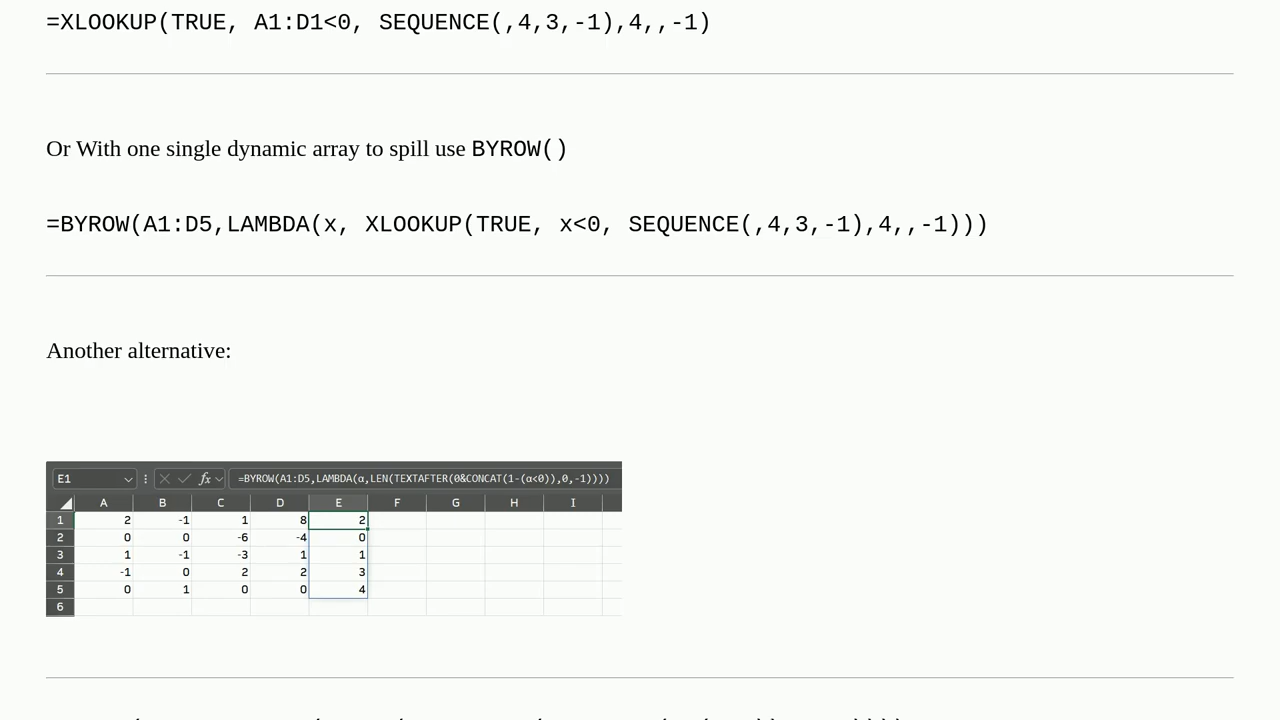 =XLOOKUP(TRUE, A1:D1<0, SEQUENCE(,4,3,-1),4,,-1)
Or With one single dynamic array to spill use BYROW()
=BYROW(A1:D5,LAMBDA(x, XLOOKUP(TRUE, x<0, SEQUENCE(,4,3,-1),4,,-1)))
Another alternative:
E1 fx =BYROW(A1:D5,LAMBDA(α,LEN(TEXTAFTER(0&CONCAT(1-(α<0)),0,-1))))
A B C D E F G H I
1 2 -1 1 8 2
2 0 0 -6 -4 0
3 1 -1 -3 1 1
4 -1 0 2 2 3
5 0 1 0 0 4
6